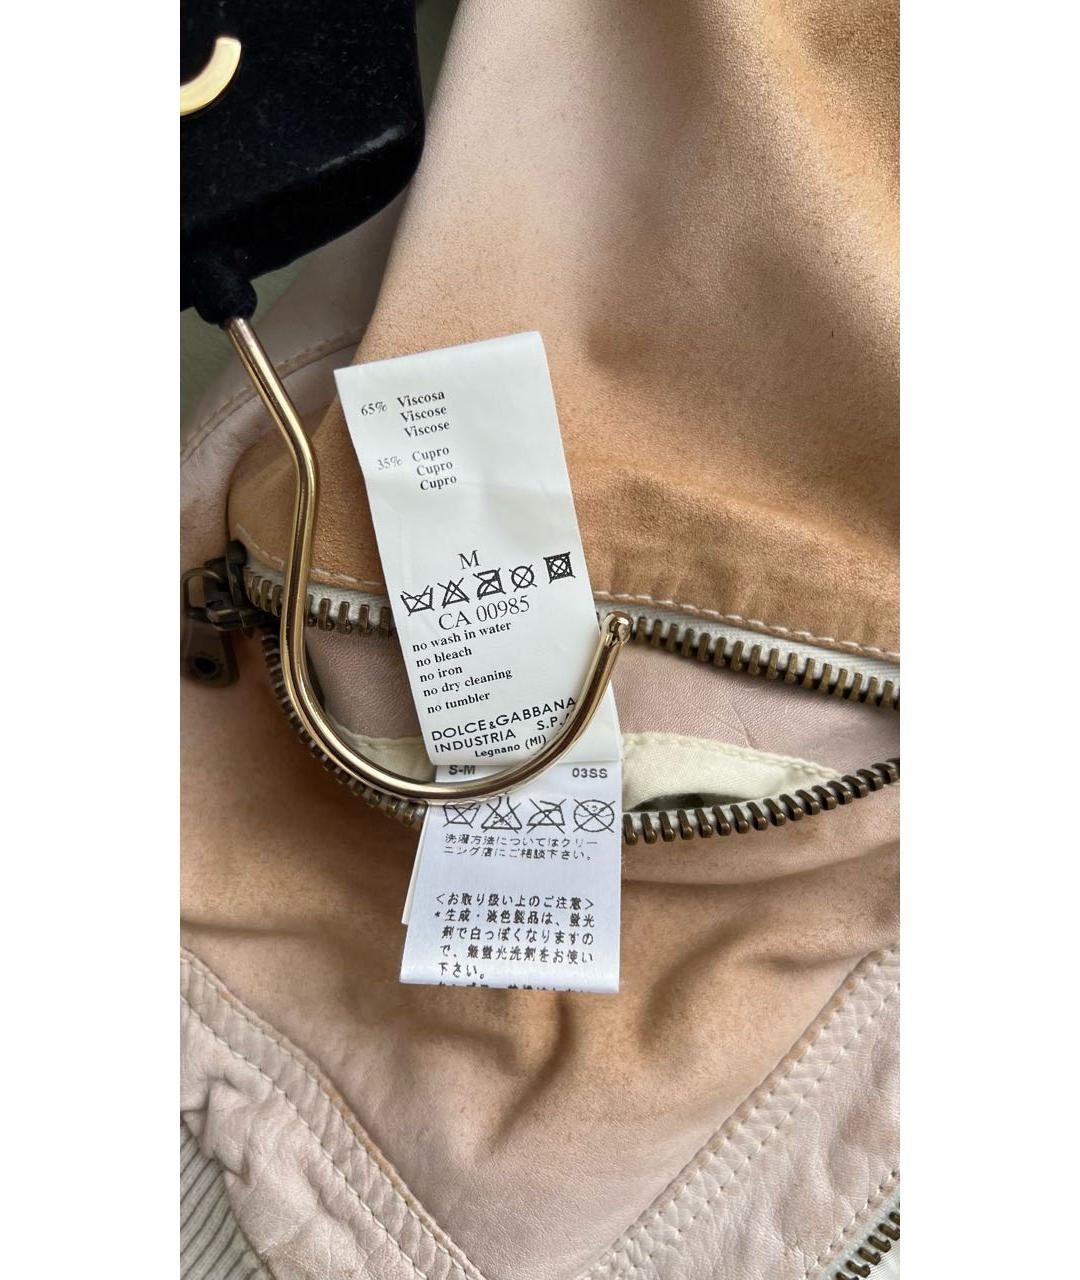 65% Viscosa
Viscose
Viscose
35% Cupro
Cupro
Cupro
M
CA 00985
no wash in water
no bleach
no iron
no dry cleaning
no tumbler
DOLCE&GABBANA
INDUSTRIA S.P.A
Legnano (MI)
S-M 03SS
洗濯方法についてはクリー
ニング店にご相談下さい。
<お取り扱い上のご注意>
*生成・淡色製品は、蛍光
剤で白っぽくなりますの
で、無蛍光洗剤をお使い
下さい。